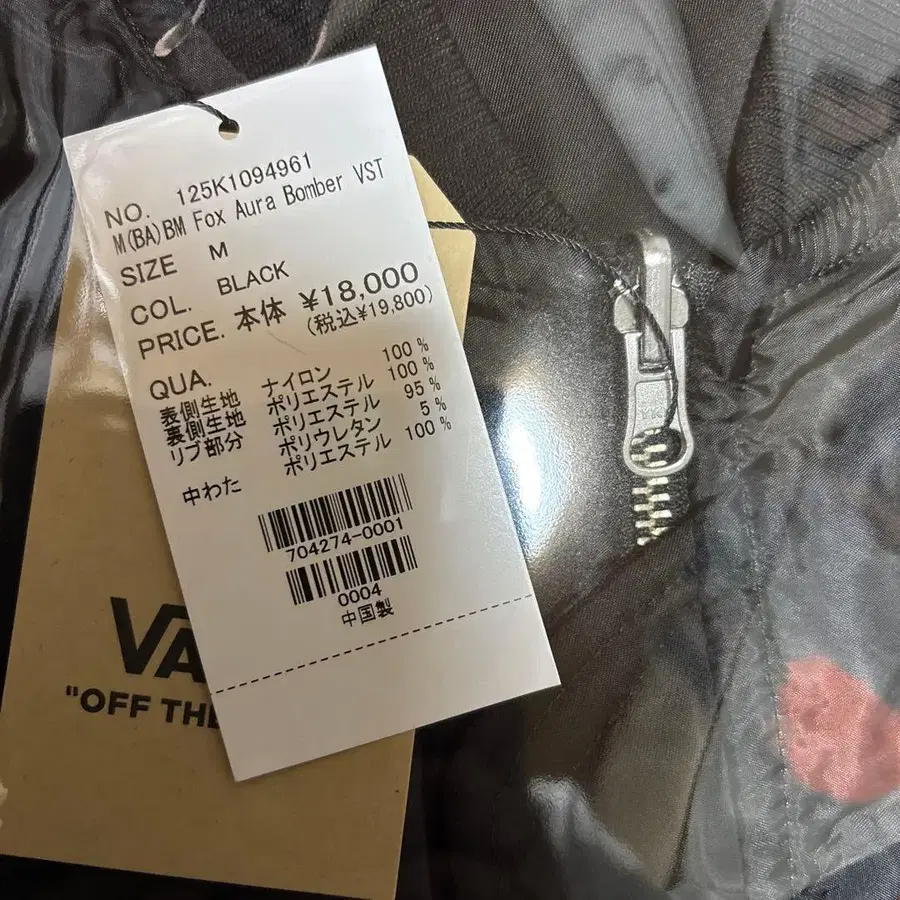 NO. 125K1094961
M(BA)BM Fox Aura Bomber VST
SIZE M
COL. BLACK
PRICE. 本体 ¥18,000
(税込¥19,800)
QUA.
表側生地 ナイロン 100 %
裏側生地 ポリエステル 100 %
リブ部分 ポリエステル 95 %
ポリウレタン 5 %
中わた ポリエステル 100 %
704274-0001
0004
中国製
VA
"OFF THE